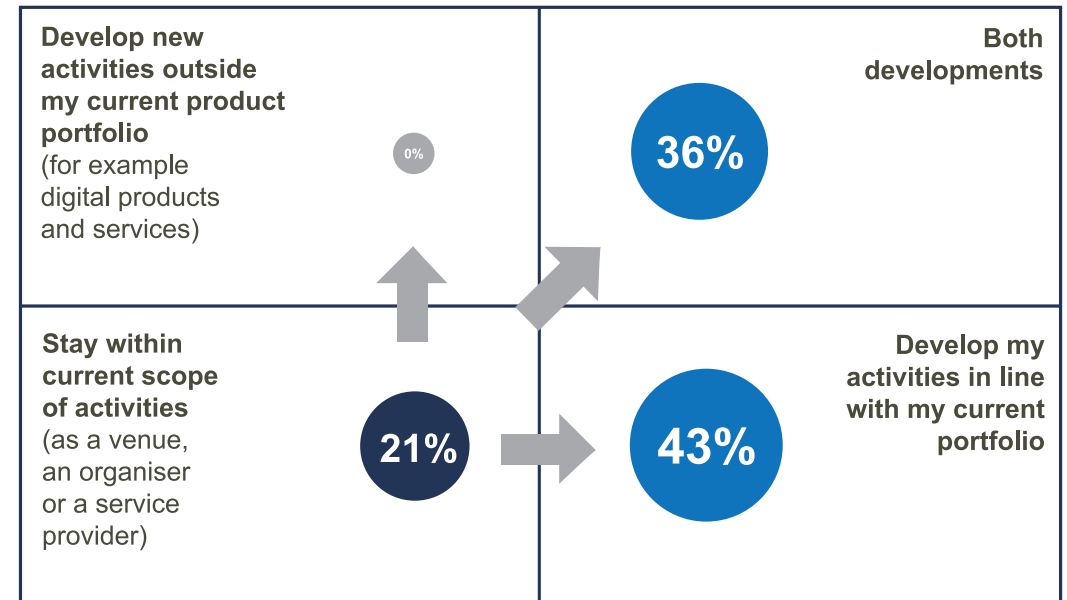 Develop new
activities outside
my current product
portfolio
(for example
digital products
and services)
0%
Both
developments
36%
Stay within
current scope
of activities
(as a venue,
an organiser
or a service
provider)
21%
Develop my
activities in line
with my current
portfolio
43%